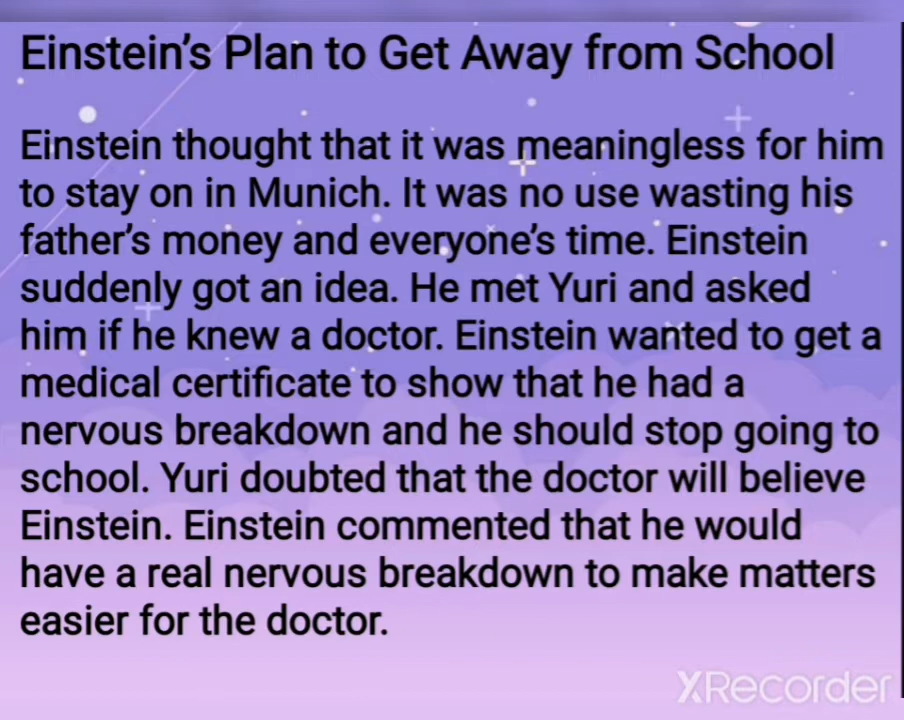 Einstein's Plan to Get Away from School
Einstein thought that it was meaningless for him
to stay on in Munich. It was no use wasting his
father's money and everyone's time. Einstein
suddenly got an idea. He met Yuri and asked
him if he knew a doctor. Einstein wanted to get a
medical certificate to show that he had a
nervous breakdown and he should stop going to
school. Yuri doubted that the doctor will believe
Einstein. Einstein commented that he would
have a real nervous breakdown to make matters
easier for the doctor.
XRecorder